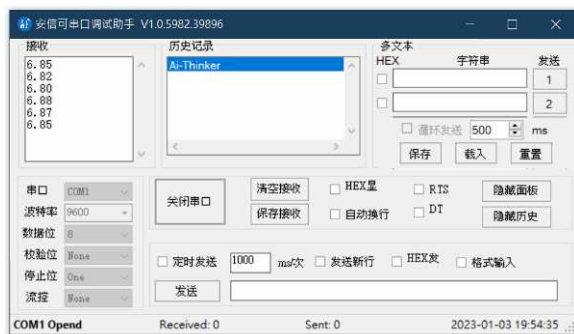 安信可串口调试助手 V1.0.5982.39896
接收
6.85
6.82
6.80
6.88
6.87
6.85
历史记录
Ai-Thinker
多文本
HEX 字符串 发送
1
2
循环发送 500 ms
保存 载入 重置
串口 COM1
波特率 9600
数据位 8
校验位 None
停止位 One
流控 None
关闭串口
清空接收
保存接收
HEX显
自动换行
RTS
DT
隐藏面板
隐藏历史
定时发送 1000 ms/次 发送新行 HEX发 格式输入
发送
COM1 Opend Received: 0 Sent: 0 2023-01-03 19:54:35